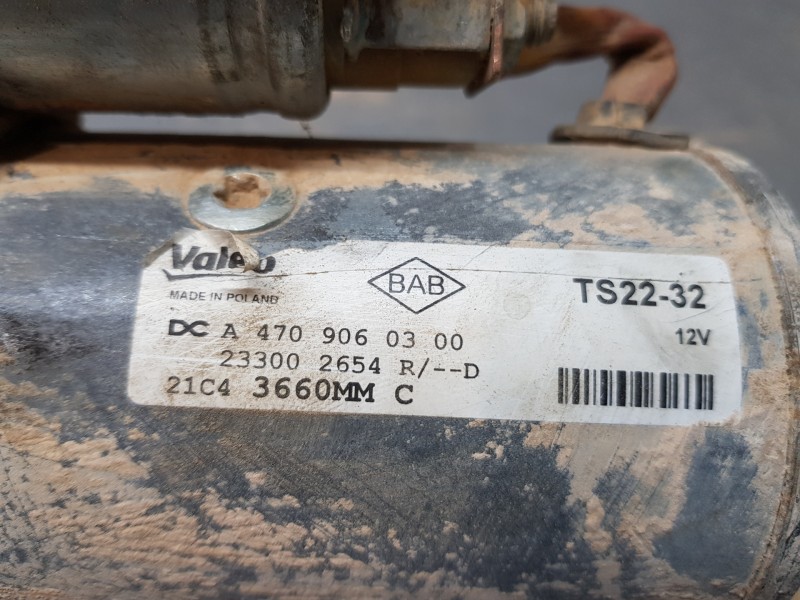 Valeo
MADE IN POLAND
BAB
TS22-32
12V
DC A 470 906 03 00
23300 2654 R/--D
21C4 3660MM C